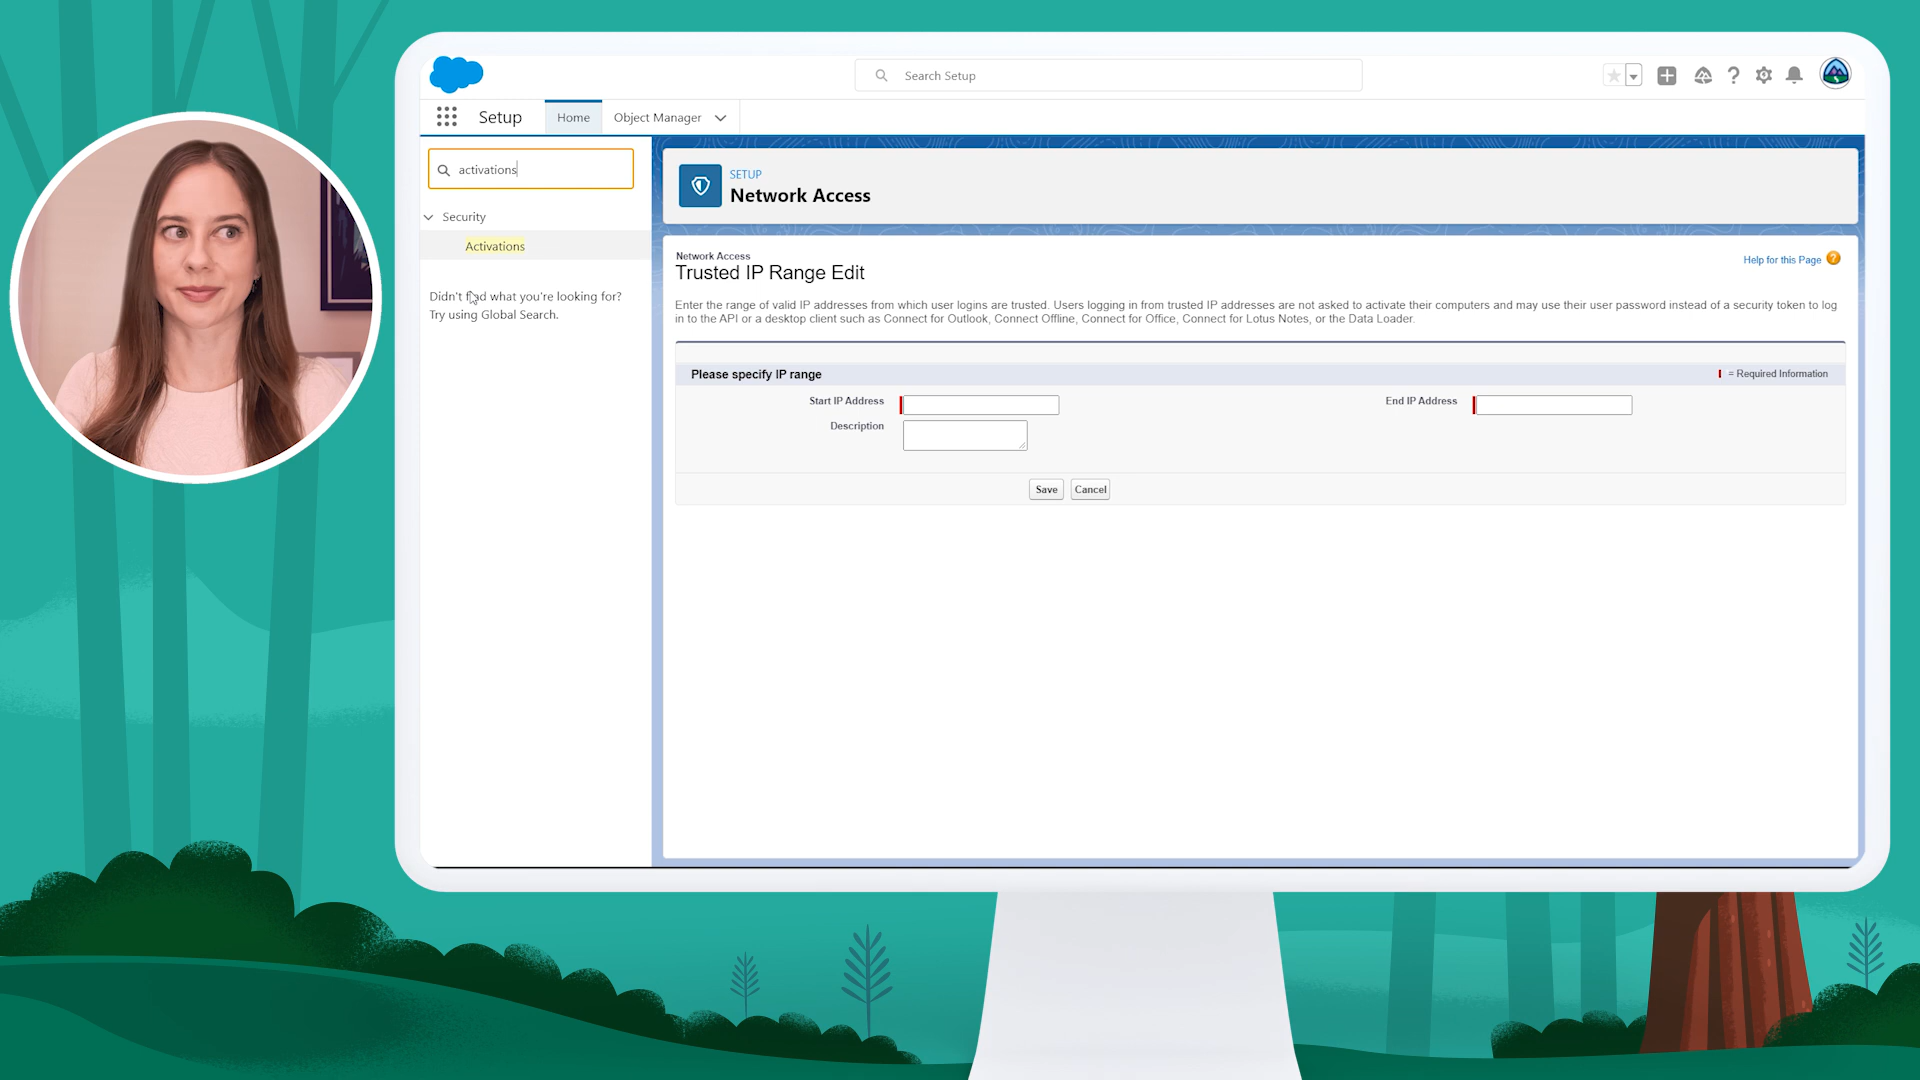 Search Setup
Setup
Home
Object Manager
activations
Security
Activations
Didn't find what you're looking for?
Try using Global Search.
SETUP
Network Access
Network Access
Trusted IP Range Edit
Help for this Page
Enter the range of valid IP addresses from which user logins are trusted. Users logging in from trusted IP addresses are not asked to activate their computers and may use their user password instead of a security token to log
in to the API or a desktop client such as Connect for Outlook, Connect Offline, Connect for Office, Connect for Lotus Notes, or the Data Loader.
Please specify IP range
= Required Information
Start IP Address
End IP Address
Description
Save
Cancel